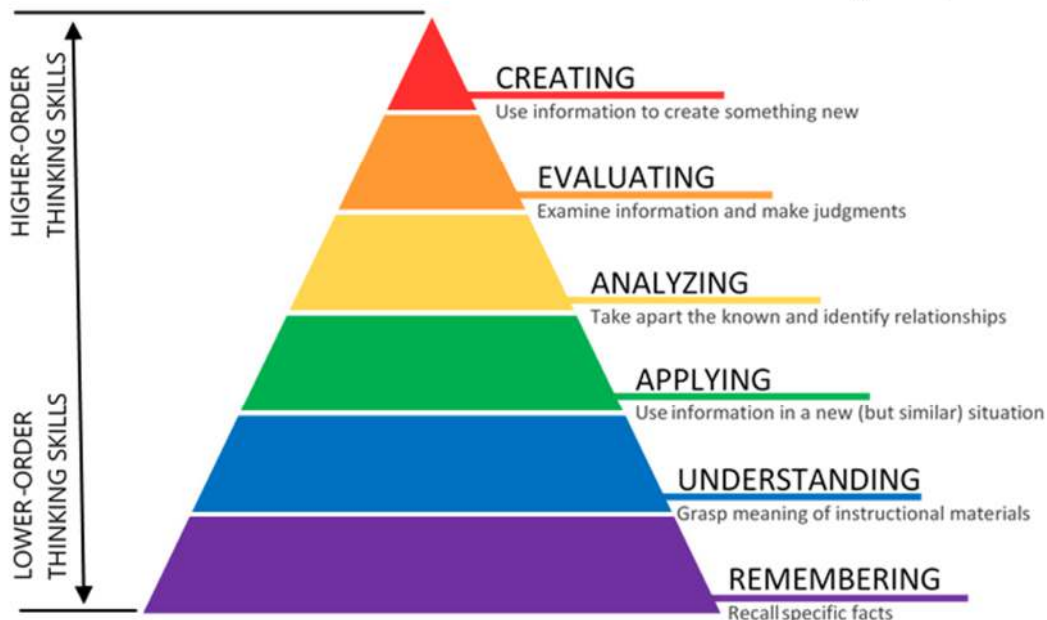 HIGHER-ORDER
THINKING SKILLS
CREATING
Use information to create something new
EVALUATING
Examine information and make judgments
ANALYZING
Take apart the known and identify relationships
APPLYING
Use information in a new (but similar) situation
LOWER-ORDER
THINKING SKILLS
UNDERSTANDING
Grasp meaning of instructional materials
REMEMBERING
Recall specific facts